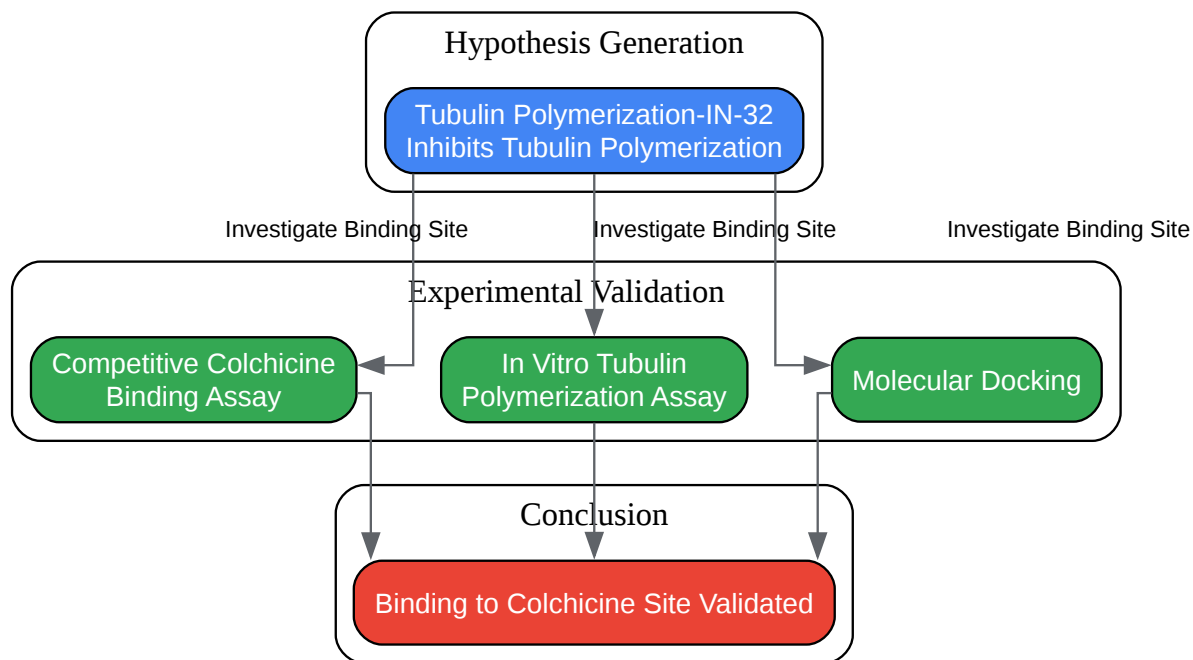 Hypothesis Generation
Tubulin Polymerization-IN-32
Inhibits Tubulin Polymerization
Investigate Binding Site
Investigate Binding Site
Investigate Binding Site
Experimental Validation
Competitive Colchicine
Binding Assay
In Vitro Tubulin
Polymerization Assay
Molecular Docking
Conclusion
Binding to Colchicine Site Validated